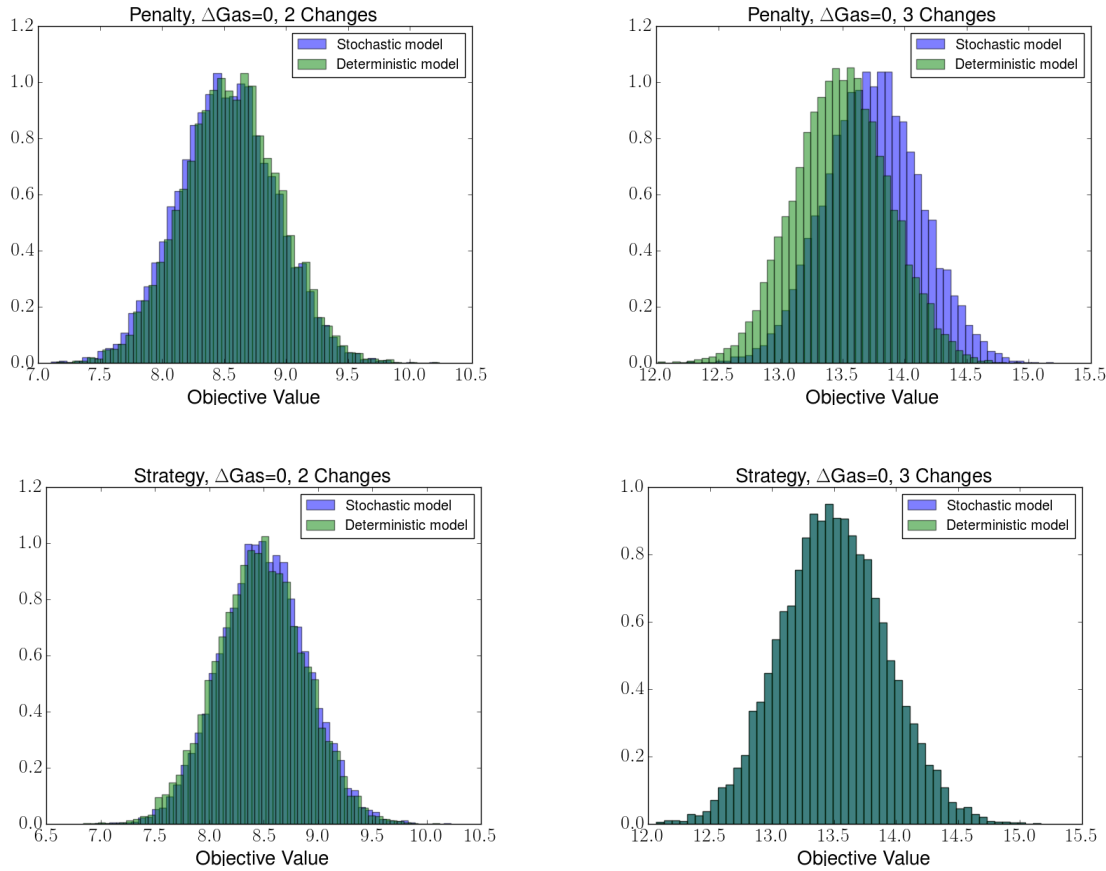 Penalty, ΔGas=0, 2 Changes
1.2
1.0
0.8
0.6
0.4
0.2
0.0
Stochastic model
Deterministic model
7.0 7.5 8.0 8.5 9.0 9.5 10.0 10.5
Objective Value
Penalty, ΔGas=0, 3 Changes
1.2
1.0
0.8
0.6
0.4
0.2
0.0
Stochastic model
Deterministic model
12.0 12.5 13.0 13.5 14.0 14.5 15.0 15.5
Objective Value
Strategy, ΔGas=0, 2 Changes
1.2
1.0
0.8
0.6
0.4
0.2
0.0
Stochastic model
Deterministic model
6.5 7.0 7.5 8.0 8.5 9.0 9.5 10.0 10.5
Objective Value
Strategy, ΔGas=0, 3 Changes
1.0
0.8
0.6
0.4
0.2
0.0
Stochastic model
Deterministic model
12.0 12.5 13.0 13.5 14.0 14.5 15.0 15.5
Objective Value